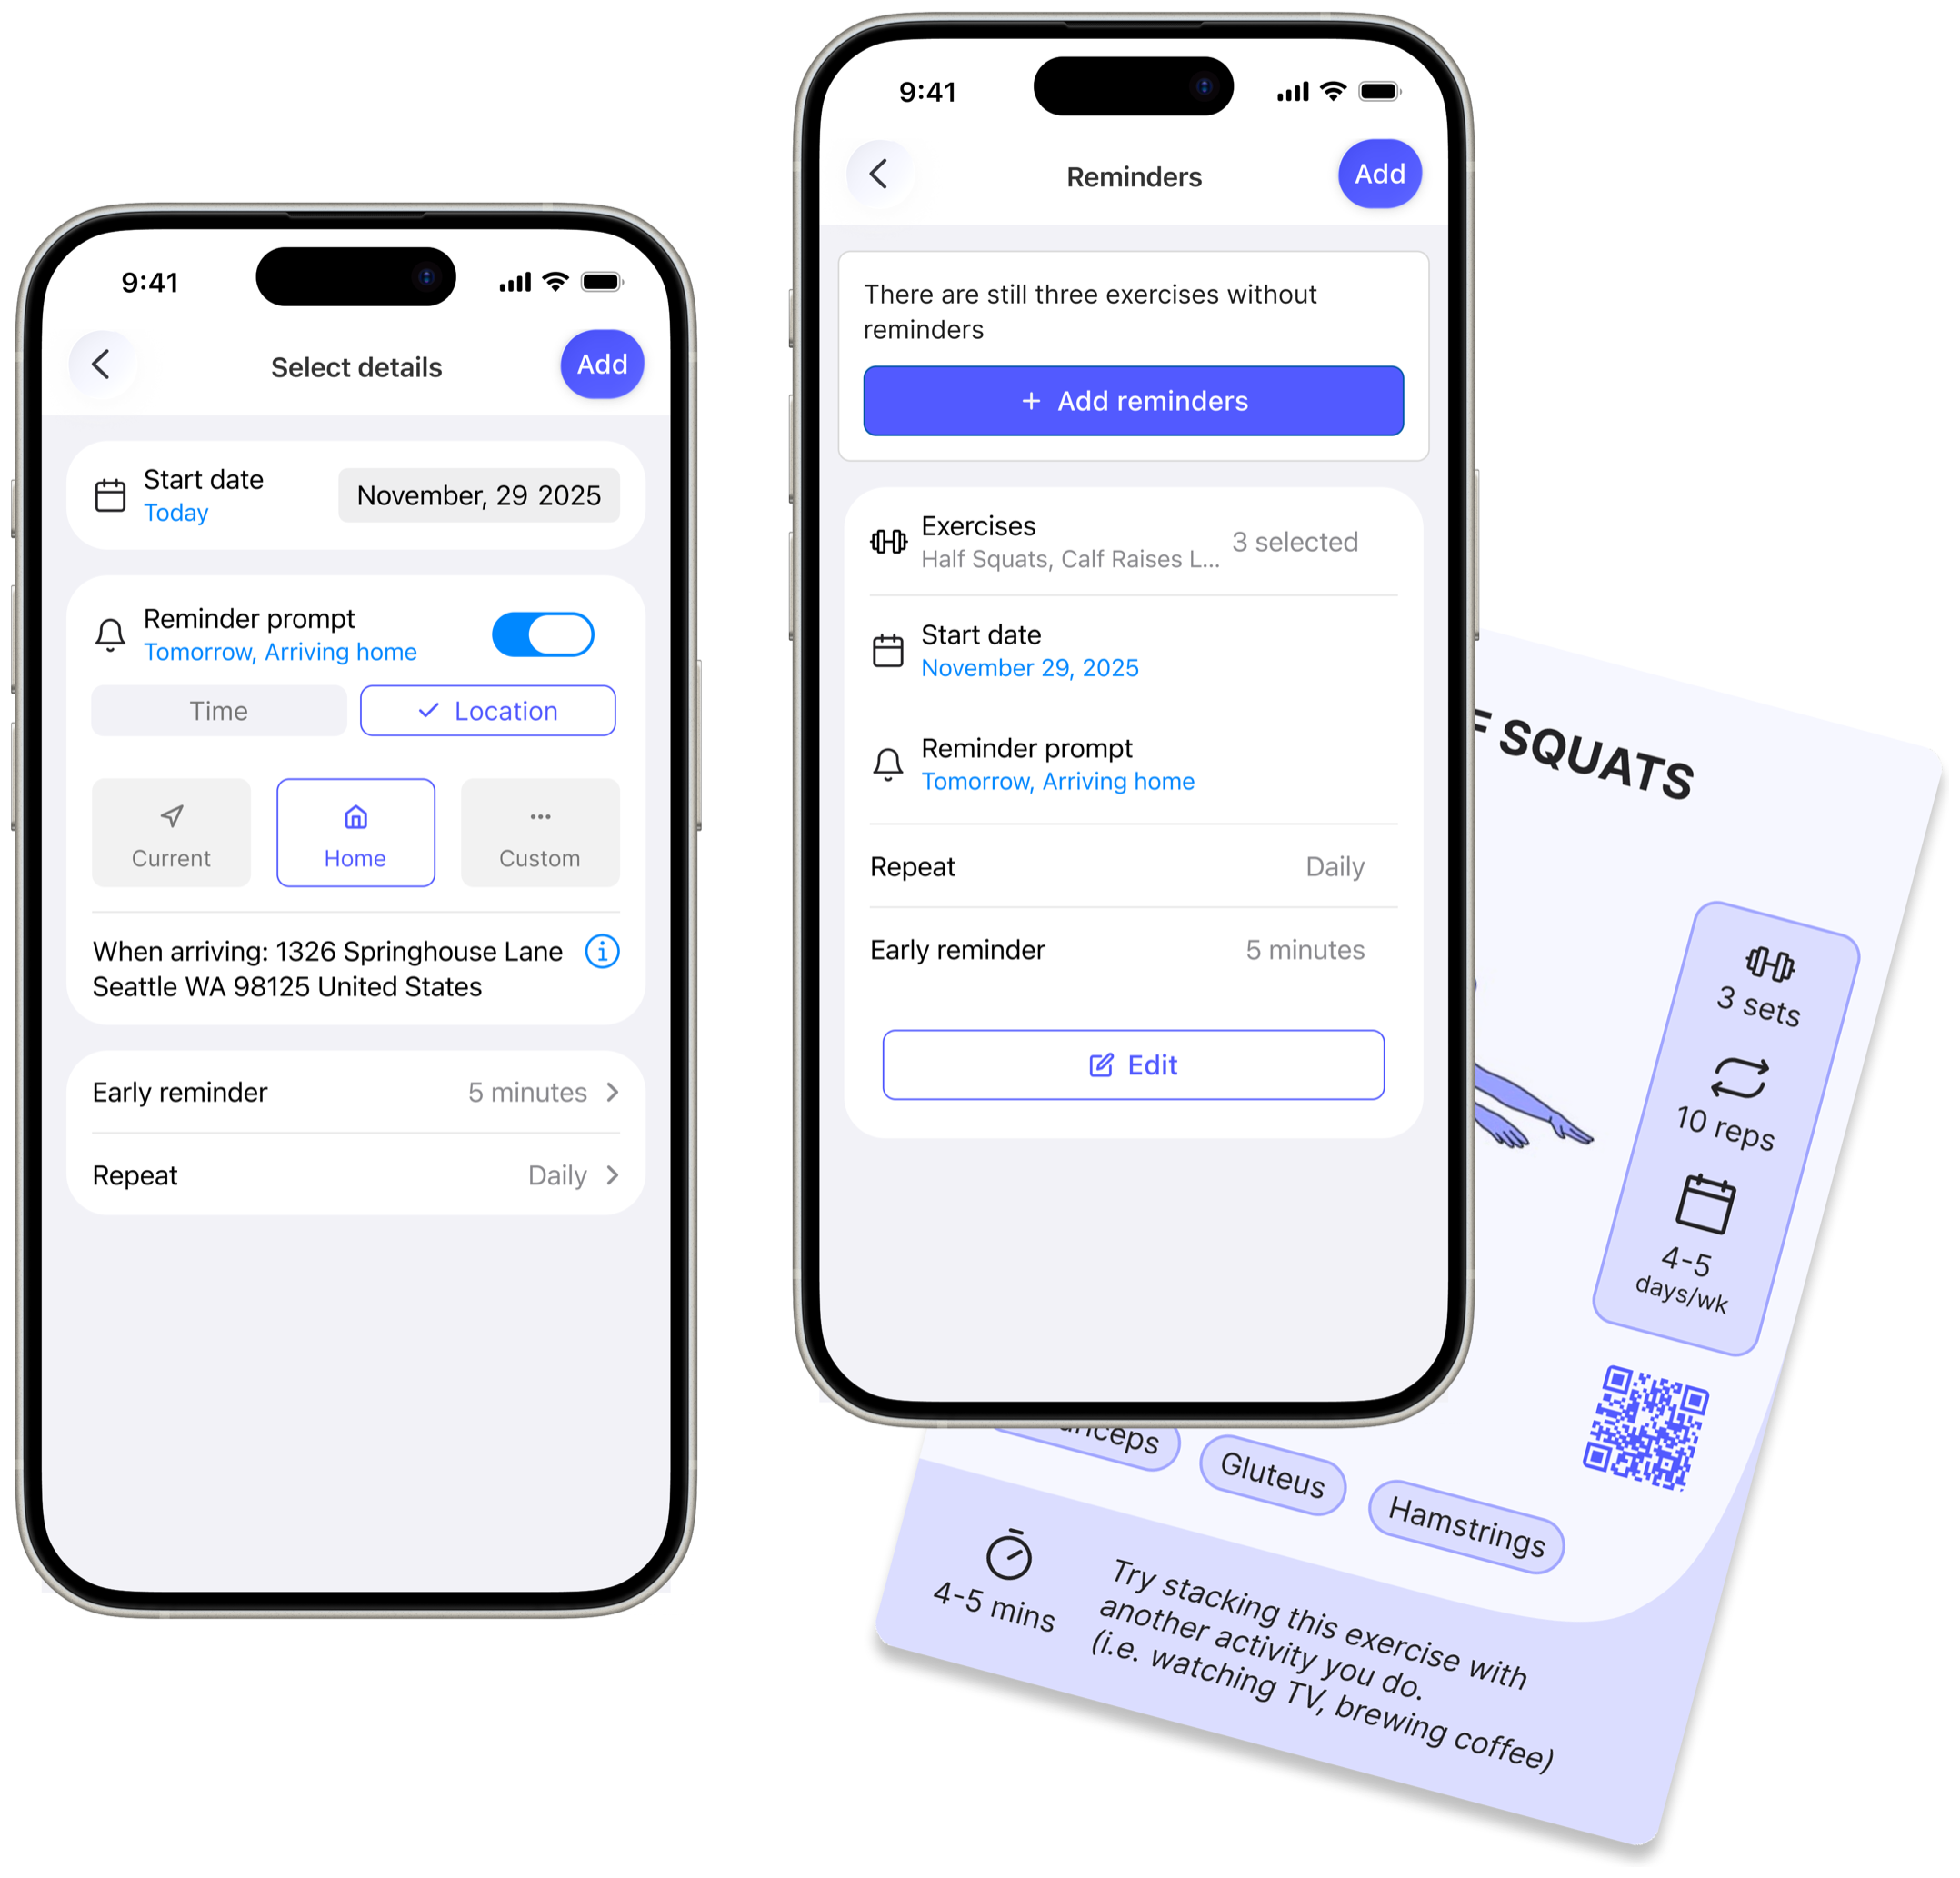 9:41
Select details
Add
Start date
Today
November, 29 2025
Reminder prompt
Tomorrow, Arriving home
Time
Location
Current
Home
Custom
When arriving: 1326 Springhouse Lane
Seattle WA 98125 United States
Early reminder
5 minutes
Repeat
Daily
9:41
Reminders
Add
There are still three exercises without
reminders
+ Add reminders
Exercises
Half Squats, Calf Raises L...
3 selected
Start date
November 29, 2025
Reminder prompt
Tomorrow, Arriving home
Repeat
Daily
Early reminder
5 minutes
Edit
SQUATS
3 sets
10 reps
4-5
days/wk
Gluteus
Hamstrings
4-5 mins
Try stacking this exercise with
another activity you do.
(i.e. watching TV, brewing coffee)